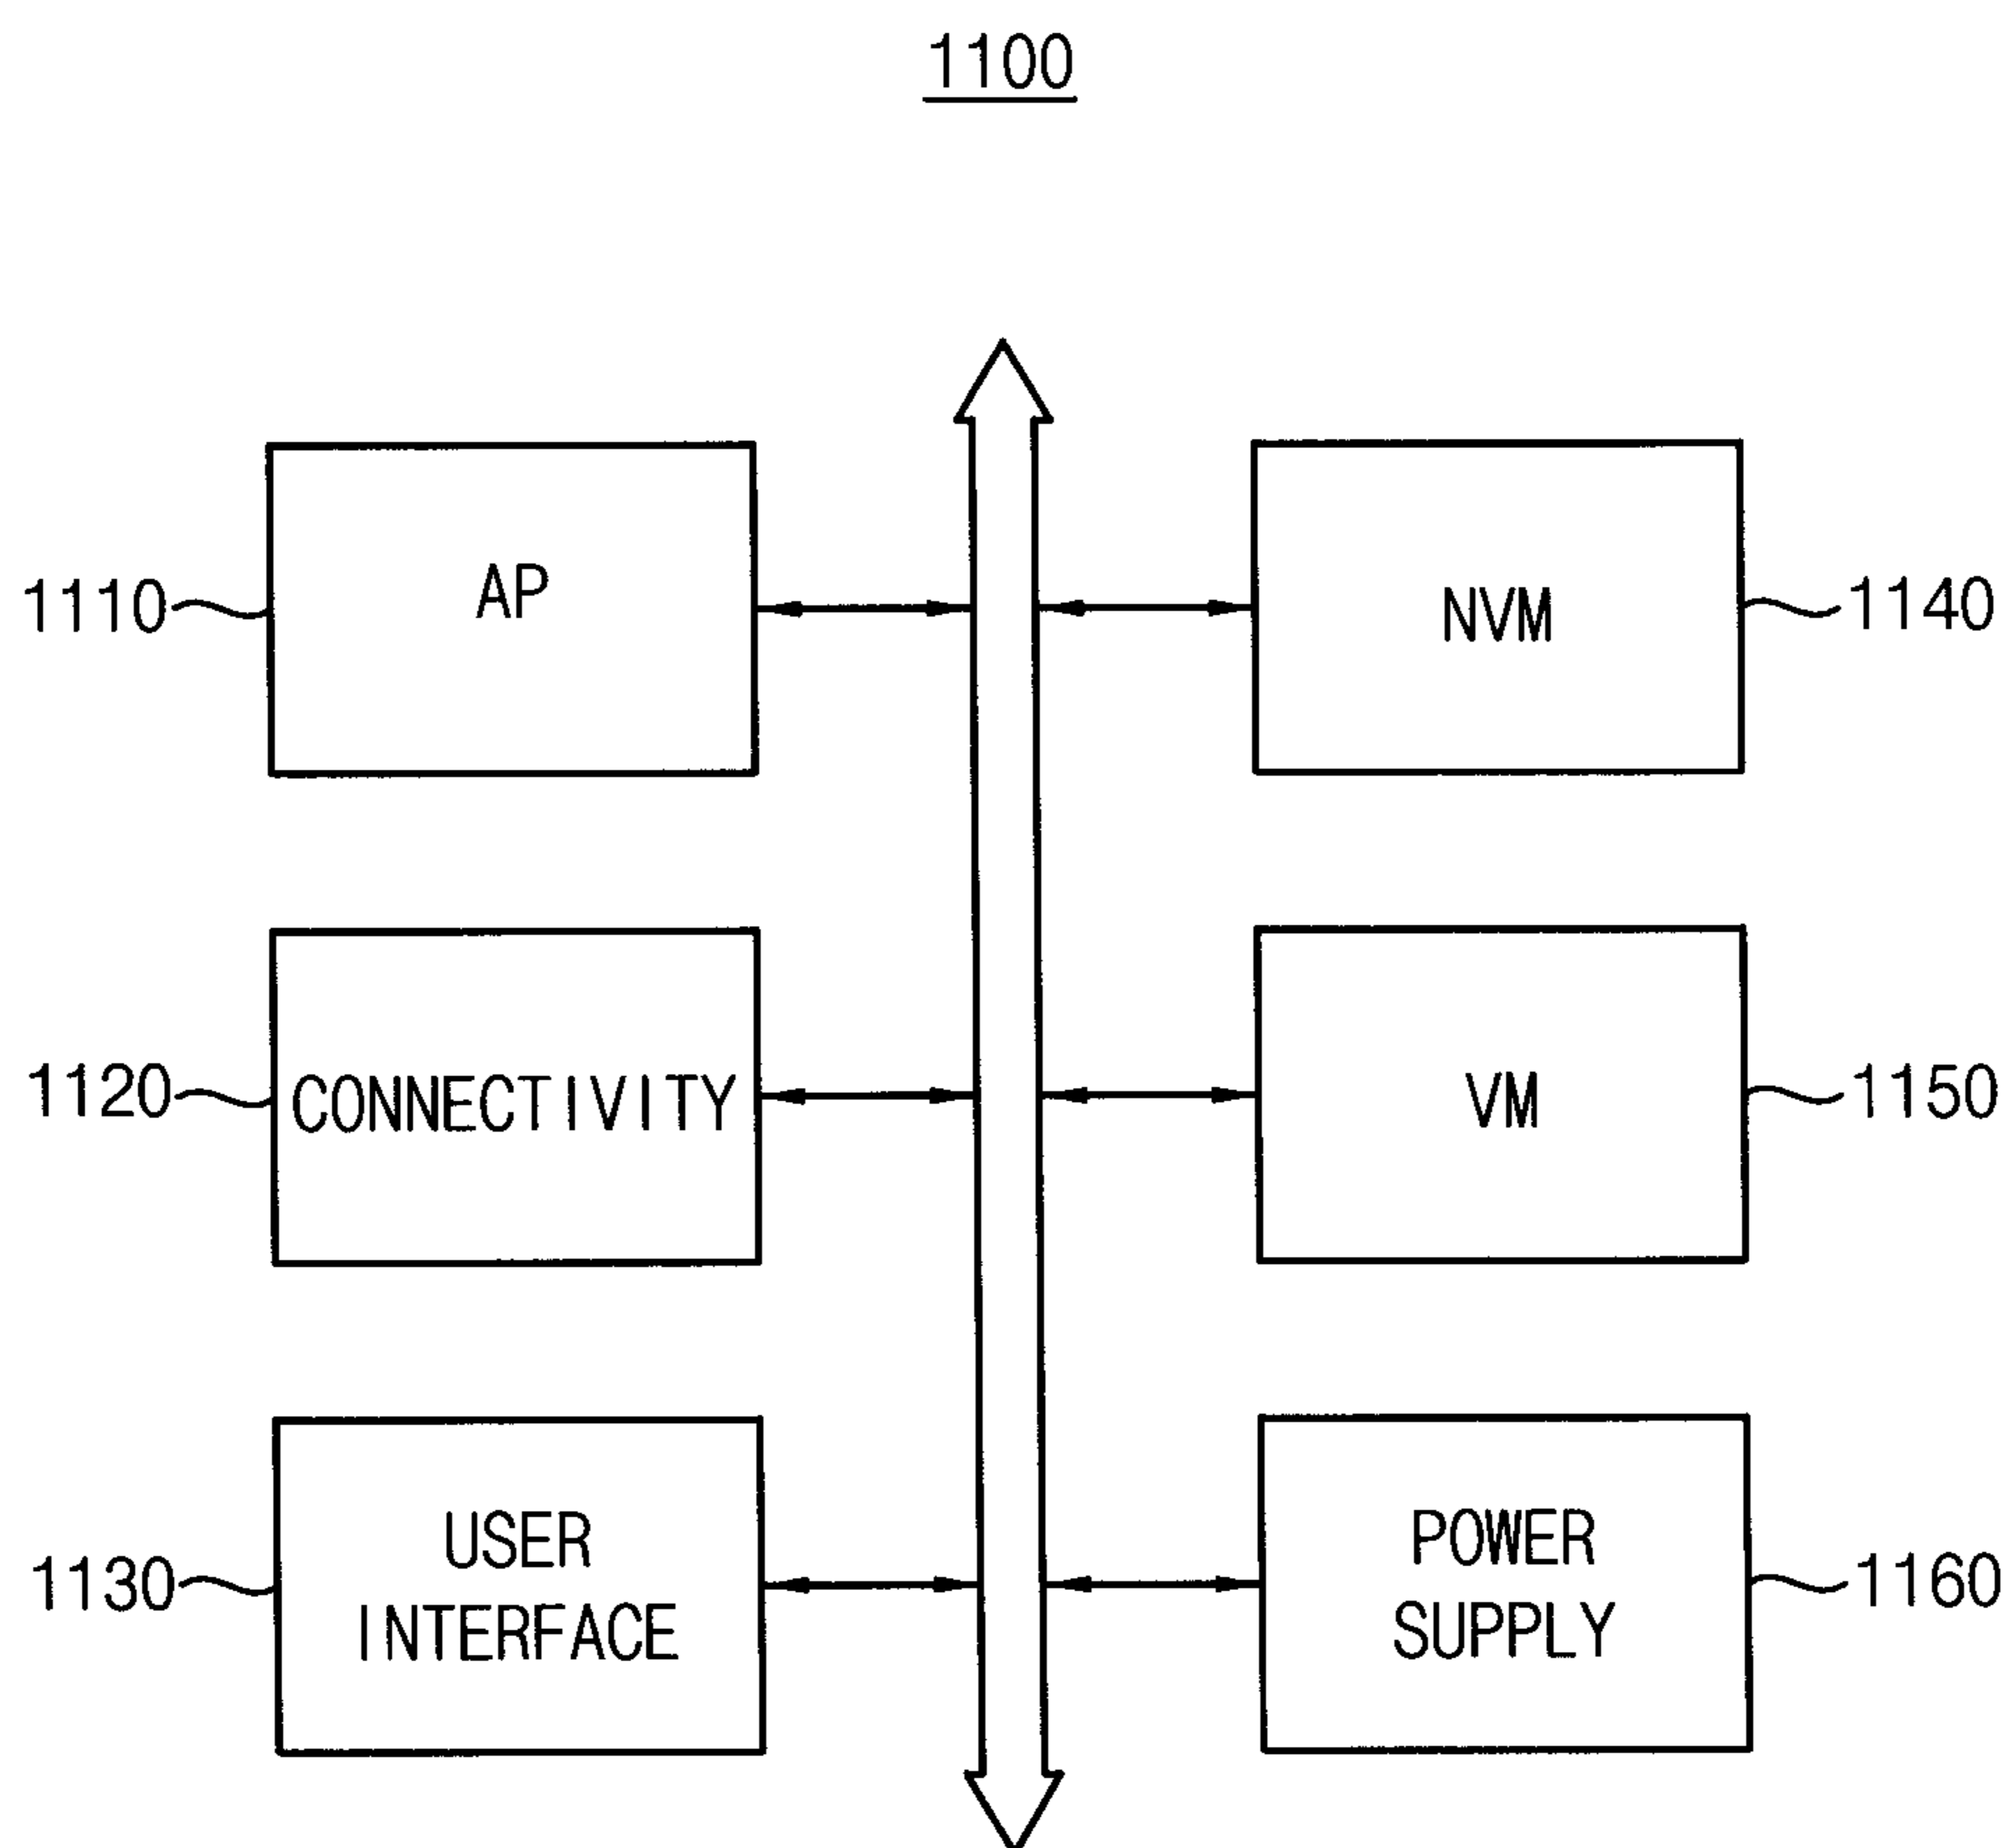 1100
1110
AP
NVM
1140
1120
CONNECTIVITY
VM
1150
1130
USER
INTERFACE
POWER
SUPPLY
1160